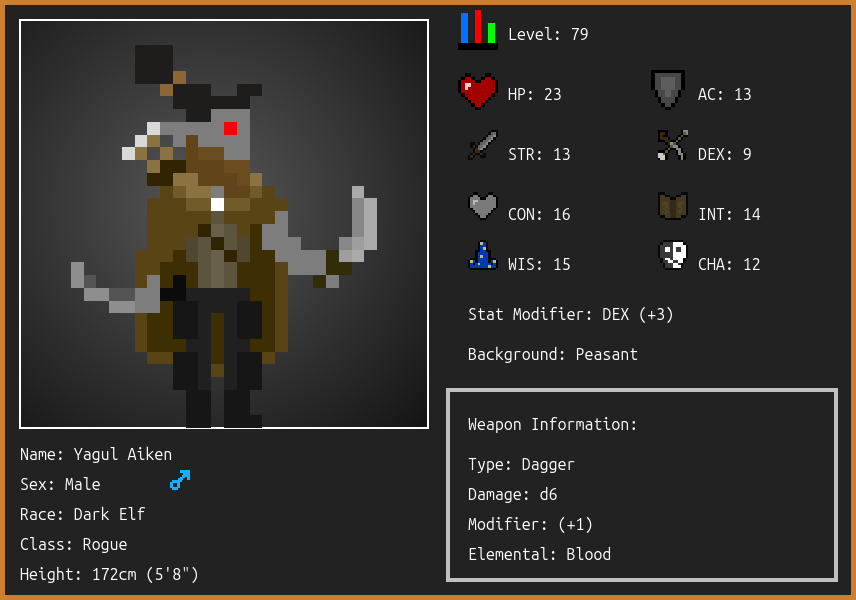 Level: 79
HP: 23
AC: 13
STR: 13
DEX: 9
CON: 16
INT: 14
WIS: 15
CHA: 12
Stat Modifier: DEX (+3)
Background: Peasant
Weapon Information:
Type: Dagger
Damage: d6
Modifier: (+1)
Elemental: Blood
Name: Yagul Aiken
Sex: Male
Race: Dark Elf
Class: Rogue
Height: 172cm (5'8")